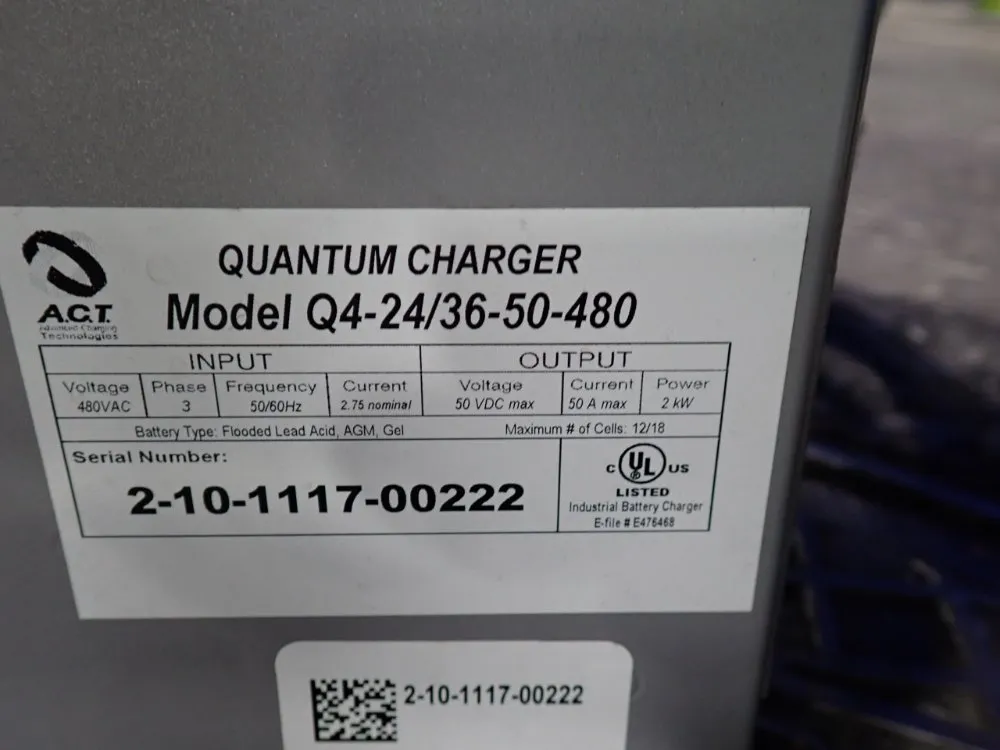 QUANTUM CHARGER
Model Q4-24/36-50-480
A.C.T.
Advanced Charging
Technologies
INPUT OUTPUT
Voltage Phase Frequency Current Voltage Current Power
480VAC 3 50/60Hz 2.75 nominal 50 VDC max 50 A max 2 kW
Battery Type: Flooded Lead Acid, AGM, Gel Maximum # of Cells: 12/18
Serial Number:
2-10-1117-00222
C UL US
LISTED
Industrial Battery Charger
E-file # E476468
2-10-1117-00222